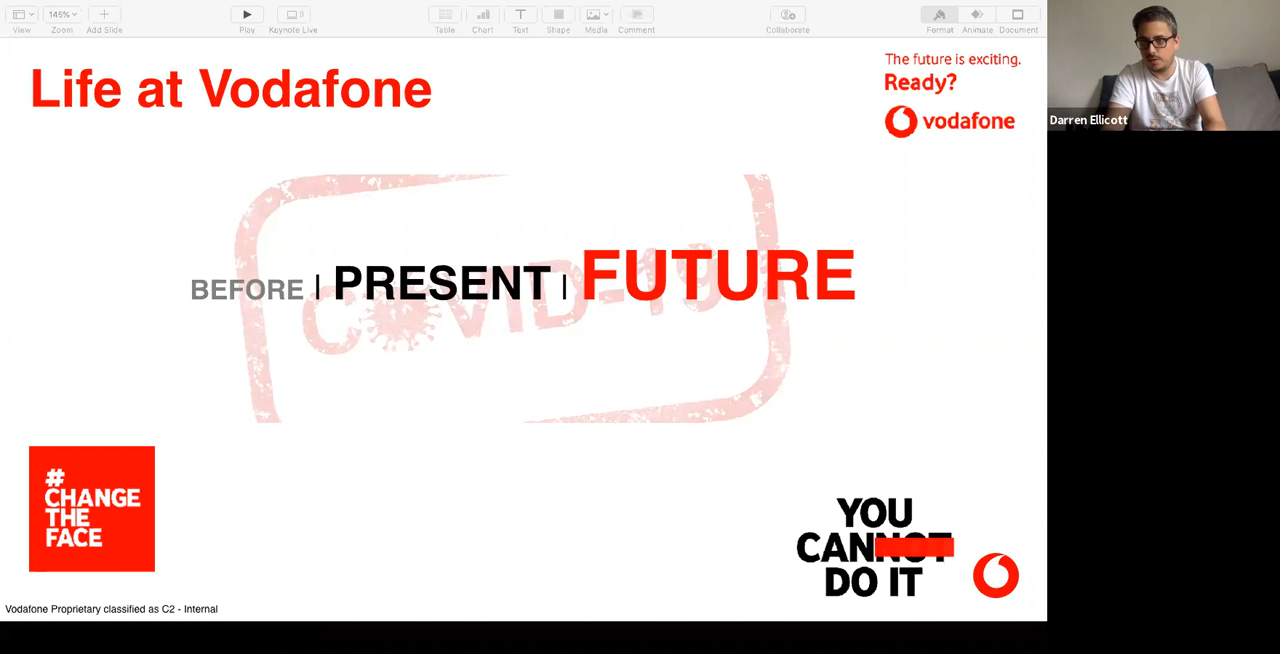 145%
View
Zoom
Add Slide
Play
Keynote Live
Table
Chart
Text
Shape
Media
Comment
Collaborate
Format
Animate
Document
Life at Vodafone
The future is exciting.
Ready?
vodafone
Darren Ellicott
BEFORE | PRESENT | FUTURE
COVID-19
#
CHANGE
THE
FACE
YOU
CANNOT
DO IT
Vodafone Proprietary classified as C2 - Internal